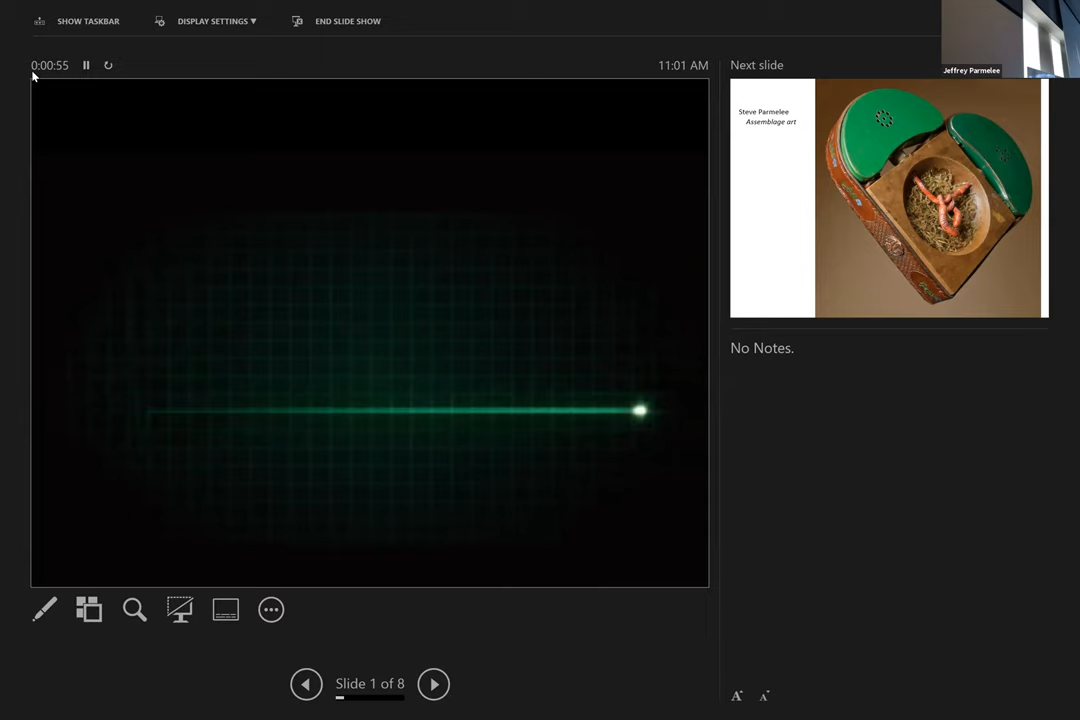 SHOW TASKBAR
DISPLAY SETTINGS ▼
END SLIDE SHOW
0:00:55
11:01 AM
Next slide
Jeffrey Parmelee
Steve Parmelee
Assemblage art
No Notes.
Slide 1 of 8
A A